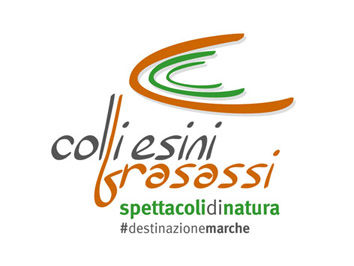 colli esini
frasassi
spettacolidinatura
#destinazionemarche